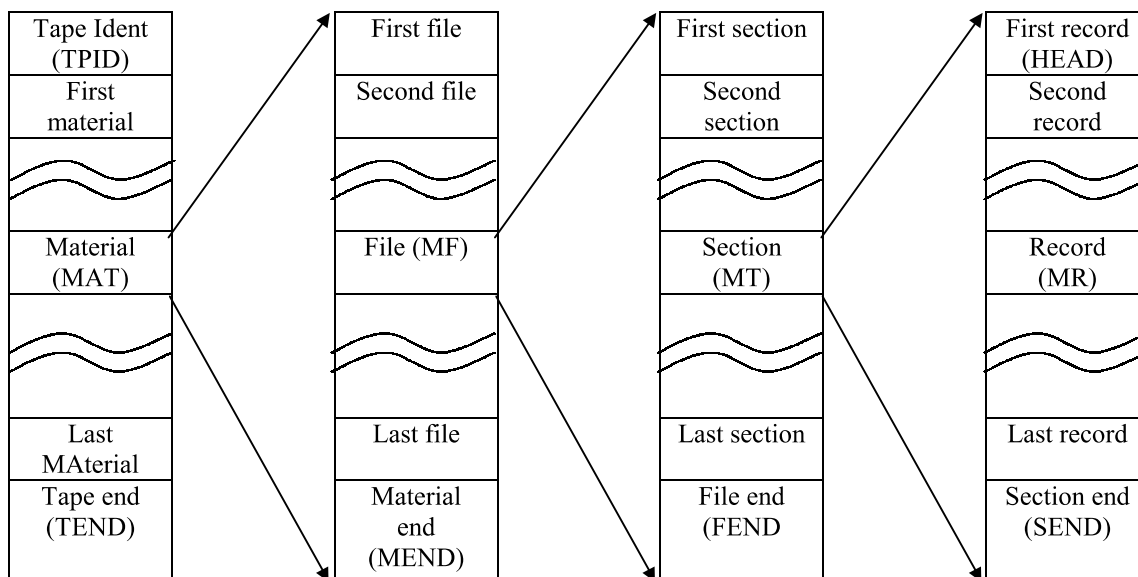 Tape Ident
(TPID)
First
material
Material
(MAT)
Last
MAterial
Tape end
(TEND)
First file
Second file
File (MF)
Last file
Material
end
(MEND)
First section
Second
section
Section
(MT)
Last section
File end
(FEND
First record
(HEAD)
Second
record
Record
(MR)
Last record
Section end
(SEND)